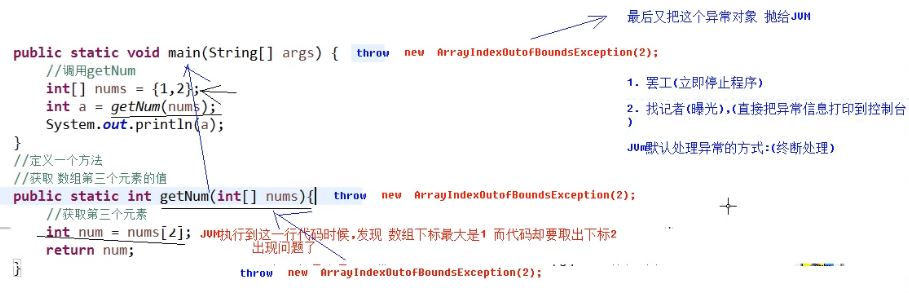 最后又把这个异常对象 抛给JVM
public static void main(String[] args) { throw new ArrayIndexOutofBoundsException(2);
//调用getNum
int[] nums = {1,2};
int a = getNum(nums);
System.out.println(a);
}
1. 罢工(立即停止程序)
2. 找记者(曝光),(直接把异常信息打印到控制台
)
JVm默认处理异常的方式:(终断处理)
//定义一个方法
//获取 数组第三个元素的值
public static int getNum(int[] nums){ throw new ArrayIndexOutofBoundsException(2);
//获取第三个元素
int num = nums[2]; JVM执行到这一行代码时候,发现 数组下标最大是1 而代码却要取出下标2
出现问题了
return num;
}
throw new ArrayIndexOutofBoundsException(2);